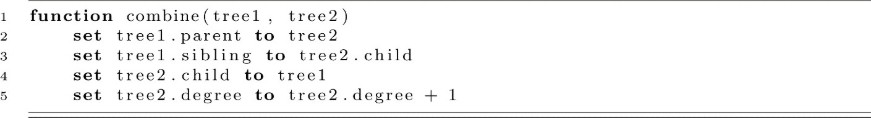 1 function combine(tree1, tree2)
2 set tree1.parent to tree2
3 set tree1.sibling to tree2.child
4 set tree2.child to tree1
5 set tree2.degree to tree2.degree + 1